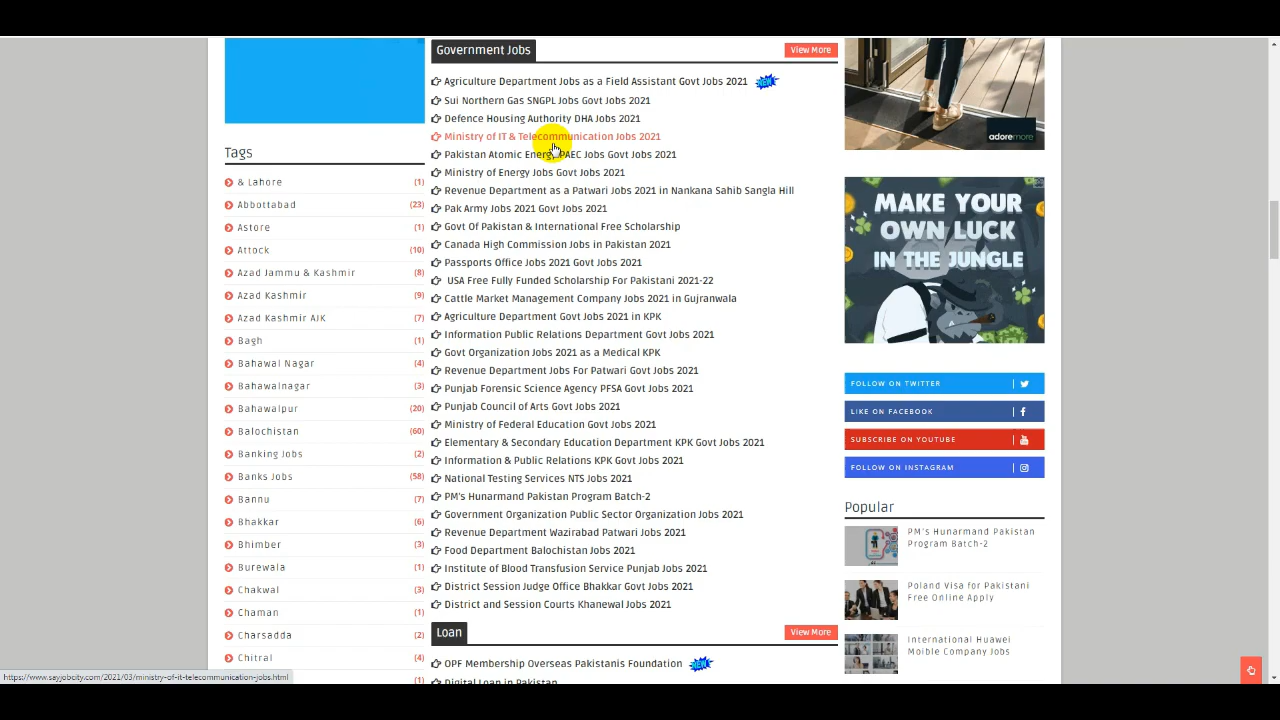 Government Jobs
View More
Agriculture Department Jobs as a Field Assistant Govt Jobs 2021
NEW
Sui Northern Gas SNGPL Jobs Govt Jobs 2021
Defence Housing Authority DHA Jobs 2021
Ministry of IT & Telecommunication Jobs 2021
Pakistan Atomic Energy PAEC Jobs Govt Jobs 2021
Ministry of Energy Jobs Govt Jobs 2021
Revenue Department as a Patwari Jobs 2021 in Nankana Sahib Sangla Hill
Pak Army Jobs 2021 Govt Jobs 2021
Govt Of Pakistan & International Free Scholarship
Canada High Commission Jobs in Pakistan 2021
Passports Office Jobs 2021 Govt Jobs 2021
USA Free Fully Funded Scholarship For Pakistani 2021-22
Cattle Market Management Company Jobs 2021 in Gujranwala
Agriculture Department Govt Jobs 2021 in KPK
Information Public Relations Department Govt Jobs 2021
Govt Organization Jobs 2021 as a Medical KPK
Revenue Department Jobs For Patwari Govt Jobs 2021
Punjab Forensic Science Agency PFSA Govt Jobs 2021
Punjab Council of Arts Govt Jobs 2021
Ministry of Federal Education Govt Jobs 2021
Elementary & Secondary Education Department KPK Govt Jobs 2021
Information & Public Relations KPK Govt Jobs 2021
National Testing Services NTS Jobs 2021
PM's Hunarmand Pakistan Program Batch-2
Government Organization Public Sector Organization Jobs 2021
Revenue Department Wazirabad Patwari Jobs 2021
Food Department Balochistan Jobs 2021
Institute of Blood Transfusion Service Punjab Jobs 2021
District Session Judge Office Bhakkar Govt Jobs 2021
District and Session Courts Khanewal Jobs 2021
Loan
View More
OPF Membership Overseas Pakistanis Foundation
NEW
Digital Loan in Pakistan
Tags
& Lahore (1)
Abbottabad (23)
Astore (1)
Attock (10)
Azad Jammu & Kashmir (8)
Azad Kashmir (9)
Azad Kashmir AJK (7)
Bagh (1)
Bahawal Nagar (4)
Bahawalnagar (3)
Bahawalpur (20)
Balochistan (60)
Banking Jobs (2)
Banks Jobs (58)
Bannu (7)
Bhakkar (6)
Bhimber (3)
Burewala (1)
Chakwal (3)
Chaman (1)
Charsadda (2)
Chitral (4)
(1)
adoremore
MAKE YOUR
OWN LUCK
IN THE JUNGLE
FOLLOW ON TWITTER
LIKE ON FACEBOOK
SUBSCRIBE ON YOUTUBE
FOLLOW ON INSTAGRAM
Popular
PM's Hunarmand Pakistan
Program Batch-2
Poland Visa for Pakistani
Free Online Apply
International Huawei
Moible Company Jobs
https://www.sayjobcity.com/2021/03/ministry-of-it-telecommunication-jobs.html